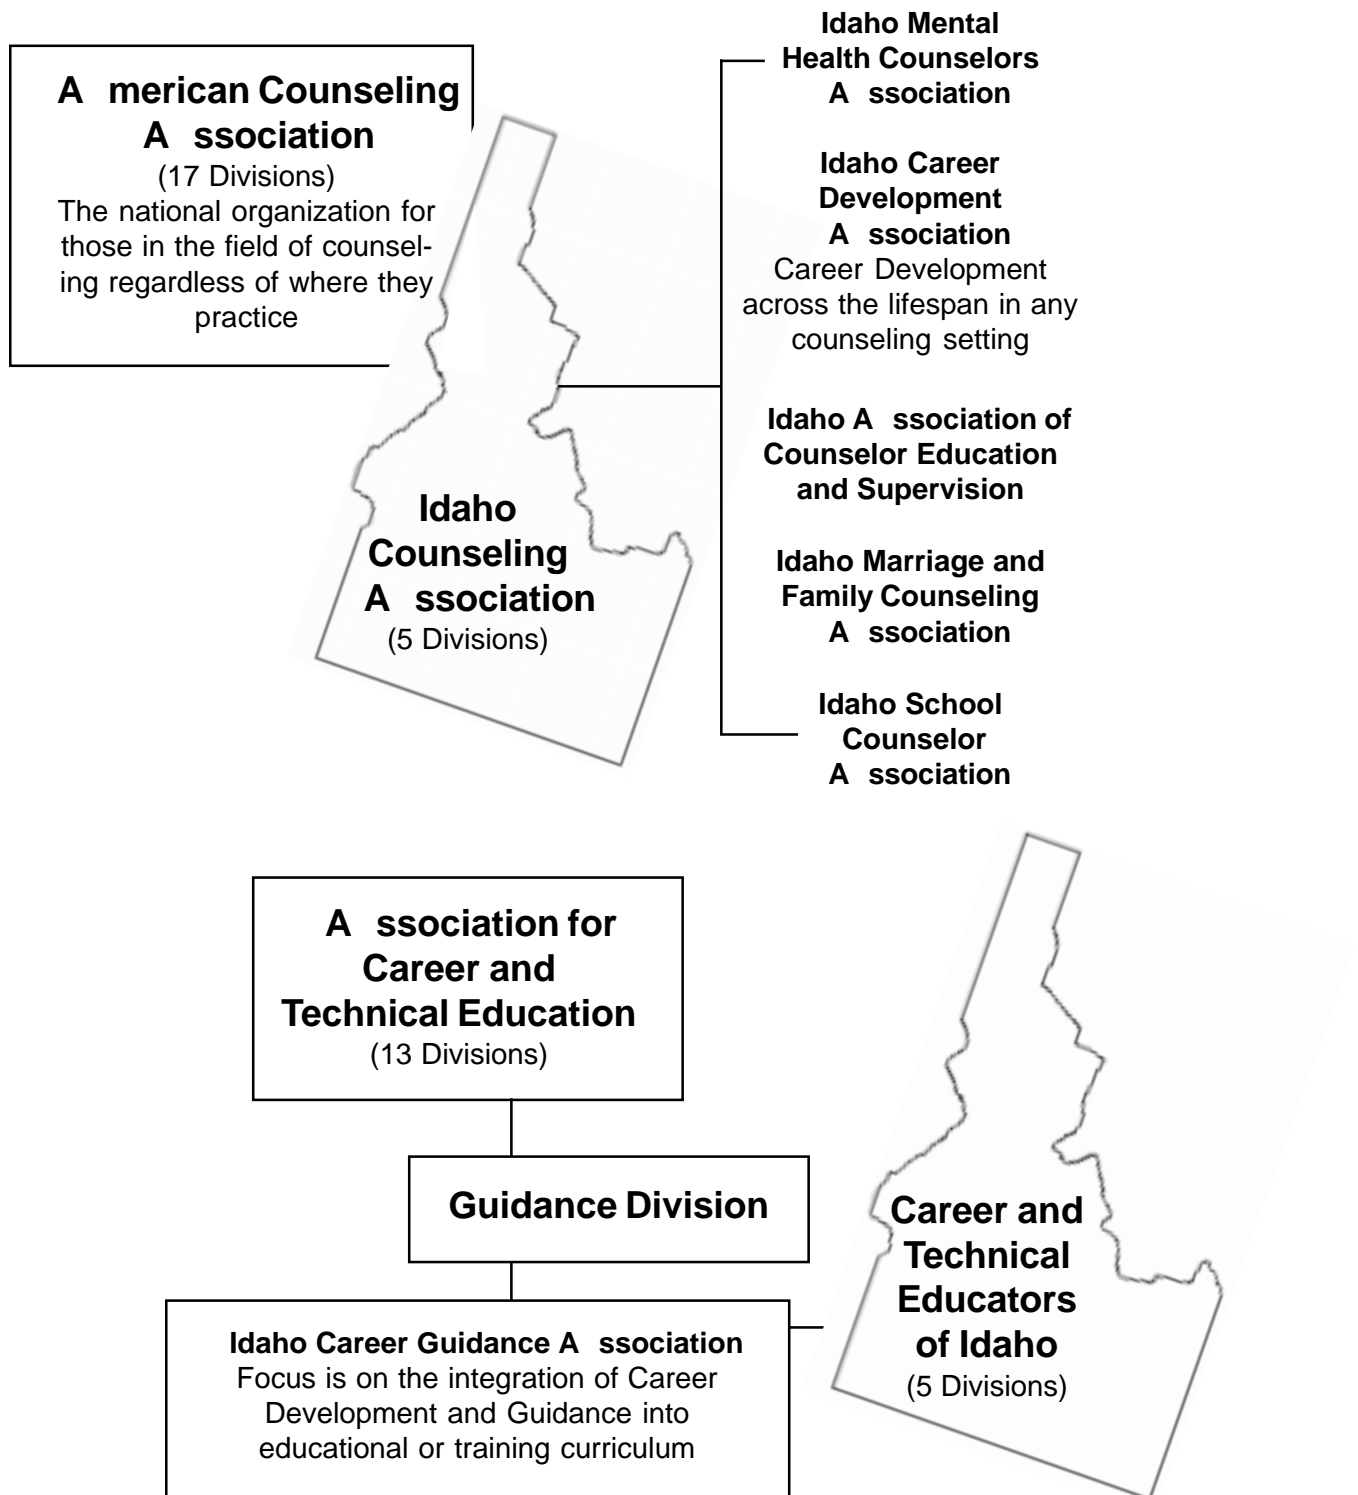 American Counseling
Association
(17 Divisions)
The national organization for
those in the field of counsel-
ing regardless of where they
practice
Idaho
Counseling
Association
(5 Divisions)
Idaho Mental
Health Counselors
Association
Idaho Career
Development
Association
Career Development
across the lifespan in any
counseling setting
Idaho Association of
Counselor Education
and Supervision
Idaho Marriage and
Family Counseling
Association
Idaho School
Counselor
Association
Association for
Career and
Technical Education
(13 Divisions)
Guidance Division
Idaho Career Guidance Association
Focus is on the integration of Career
Development and Guidance into
educational or training curriculum
Career and
Technical
Educators
of Idaho
(5 Divisions)